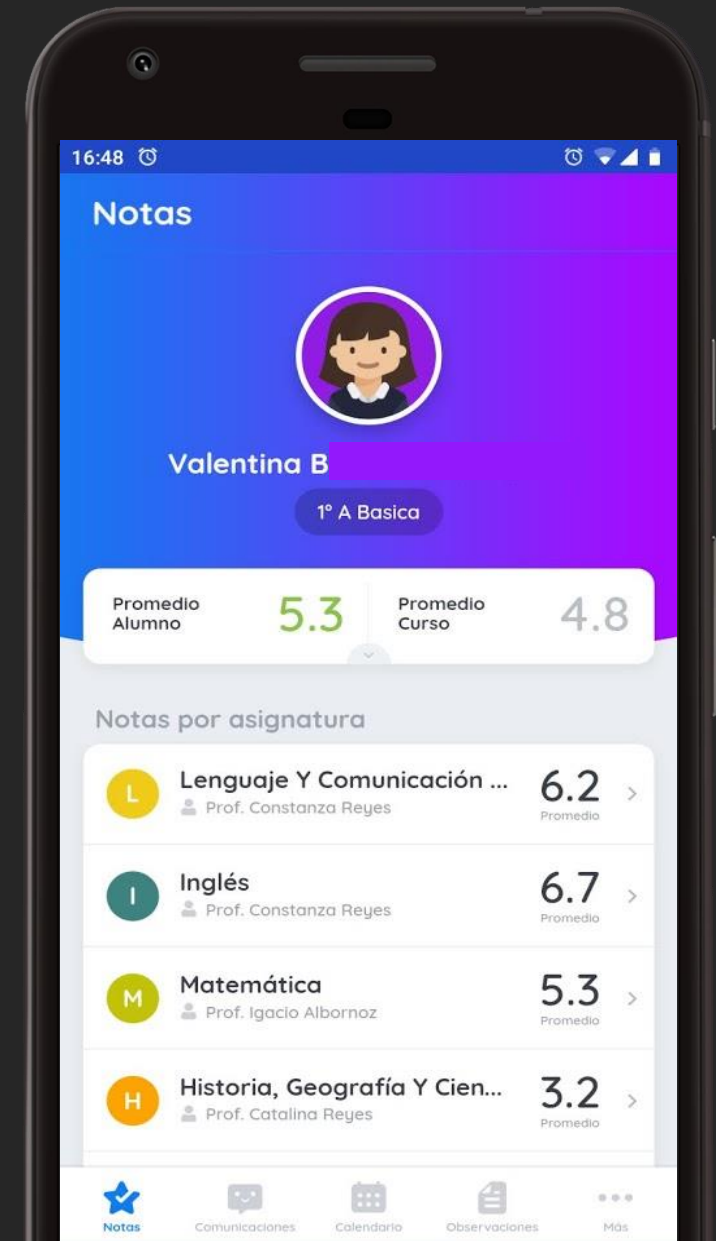 16:48
Notas
Valentina B
1° A Basica
Promedio Alumno
5.3
Promedio Curso
4.8
Notas por asignatura
L
Lenguaje Y Comunicación ...
Prof. Constanza Reyes
6.2
Promedio
I
Inglés
Prof. Constanza Reyes
6.7
Promedio
M
Matemática
Prof. Igacio Albornoz
5.3
Promedio
H
Historia, Geografía Y Cien...
Prof. Catalina Reyes
3.2
Promedio
Notas
Comunicaciones
Calendario
Observaciones
Más